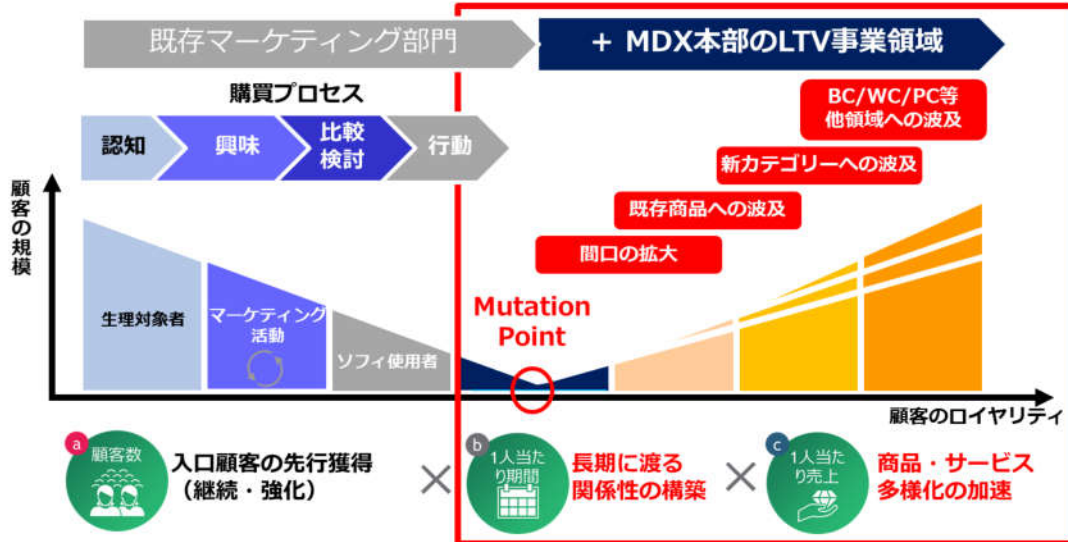 既存マーケティング部門
+ MDX本部のLTV事業領域
購買プロセス
認知
興味
比較
検討
行動
BC/WC/PC等
他領域への波及
新カテゴリーへの波及
既存商品への波及
間口の拡大
顧客の規模
生理対象者
マーケティング
活動
ソフィ使用者
Mutation
Point
顧客のロイヤリティ
a
顧客数
入口顧客の先行獲得
（継続・強化）
×
b
1人当た
り期間
長期に渡る
関係性の構築
×
c
1人当た
り売上
商品・サービス
多様化の加速